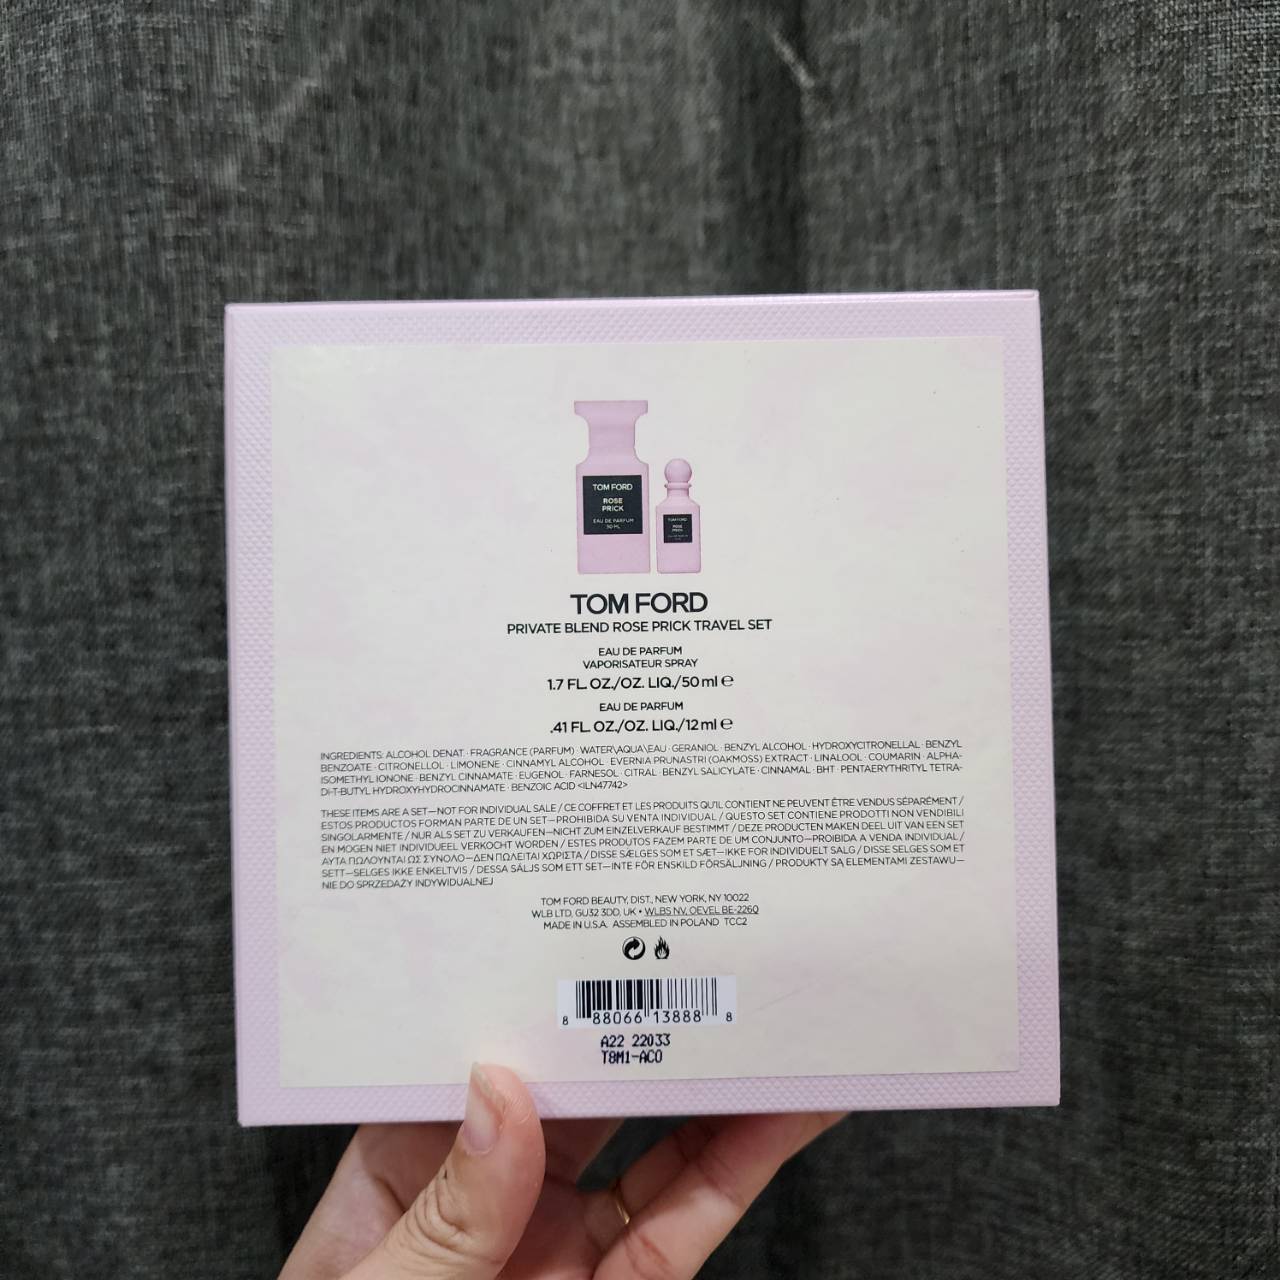 TOM FORD
ROSE
PRICK
EAU DE PARFUM
50 ML
TOM FORD
ROSE
PRICK
TOM FORD
PRIVATE BLEND ROSE PRICK TRAVEL SET
EAU DE PARFUM
VAPORISATEUR SPRAY
1.7 FL. OZ./OZ. LIQ./50 ml ℮
EAU DE PARFUM
.41 FL. OZ./OZ. LIQ./12 ml ℮
INGREDIENTS: ALCOHOL DENAT · FRAGRANCE (PARFUM) · WATER\AQUA\EAU · GERANIOL · BENZYL ALCOHOL · HYDROXYCITRONELLAL · BENZYL
BENZOATE · CITRONELLOL · LIMONENE · CINNAMYL ALCOHOL · EVERNIA PRUNASTRI (OAKMOSS) EXTRACT · LINALOOL · COUMARIN · ALPHA-
ISOMETHYL IONONE · BENZYL CINNAMATE · EUGENOL · FARNESOL · CITRAL · BENZYL SALICYLATE · CINNAMAL · BHT · PENTAERYTHRITYL TETRA-
DI-T-BUTYL HYDROXYHYDROCINNAMATE · BENZOIC ACID <ILN47742>
THESE ITEMS ARE A SET—NOT FOR INDIVIDUAL SALE / CE COFFRET ET LES PRODUITS QU'IL CONTIENT NE PEUVENT ÊTRE VENDUS SÉPARÉMENT /
ESTOS PRODUCTOS FORMAN PARTE DE UN SET—PROHIBIDA SU VENTA INDIVIDUAL / QUESTO SET CONTIENE PRODOTTI NON VENDIBILI
SINGOLARMENTE / NUR ALS SET ZU VERKAUFEN—NICHT ZUM EINZELVERKAUF BESTIMMT / DEZE PRODUCTEN MAKEN DEEL UIT VAN EEN SET
EN MOGEN NIET INDIVIDUEEL VERKOCHT WORDEN / ESTES PRODUTOS FAZEM PARTE DE UM CONJUNTO—PROIBIDA A VENDA INDIVIDUAL /
ΑΥΤΑ ΠΩΛΟΥΝΤΑΙ ΩΣ ΣΥΝΟΛΟ—ΔΕΝ ΠΩΛΕΙΤΑΙ ΧΩΡΙΣΤΑ / DISSE SÆLGES SOM ET SÆT—IKKE FOR INDIVIDUELT SALG / DISSE SELGES SOM ET
SETT—SELGES IKKE ENKELTVIS / DESSA SÄLJS SOM ETT SET—INTE FÖR ENSKILD FÖRSÄLJNING / PRODUKTY SĄ ELEMENTAMI ZESTAWU—
NIE DO SPRZEDAŻY INDYWIDUALNEJ
TOM FORD BEAUTY, DIST., NEW YORK, NY 10022
WLB LTD, GU32 3DD, UK • WLBS NV, OEVEL BE-2260
MADE IN U.S.A. ASSEMBLED IN POLAND TCC2
8 88066 13888 8
A22 22033
T8M1-AC0